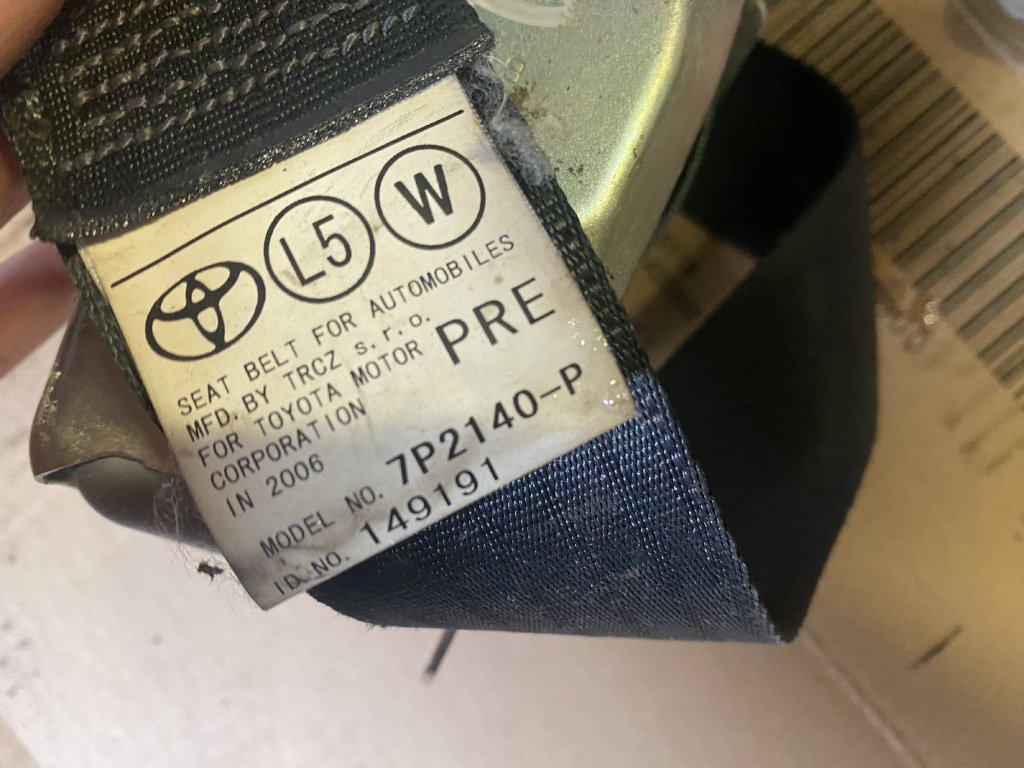 L5 W
SEAT BELT FOR AUTOMOBILES
MFD. BY TRCZ s.r.o.
FOR TOYOTA MOTOR
CORPORATION
IN 2006
PRE
MODEL NO. 7P2140-P
ID.NO. 149191